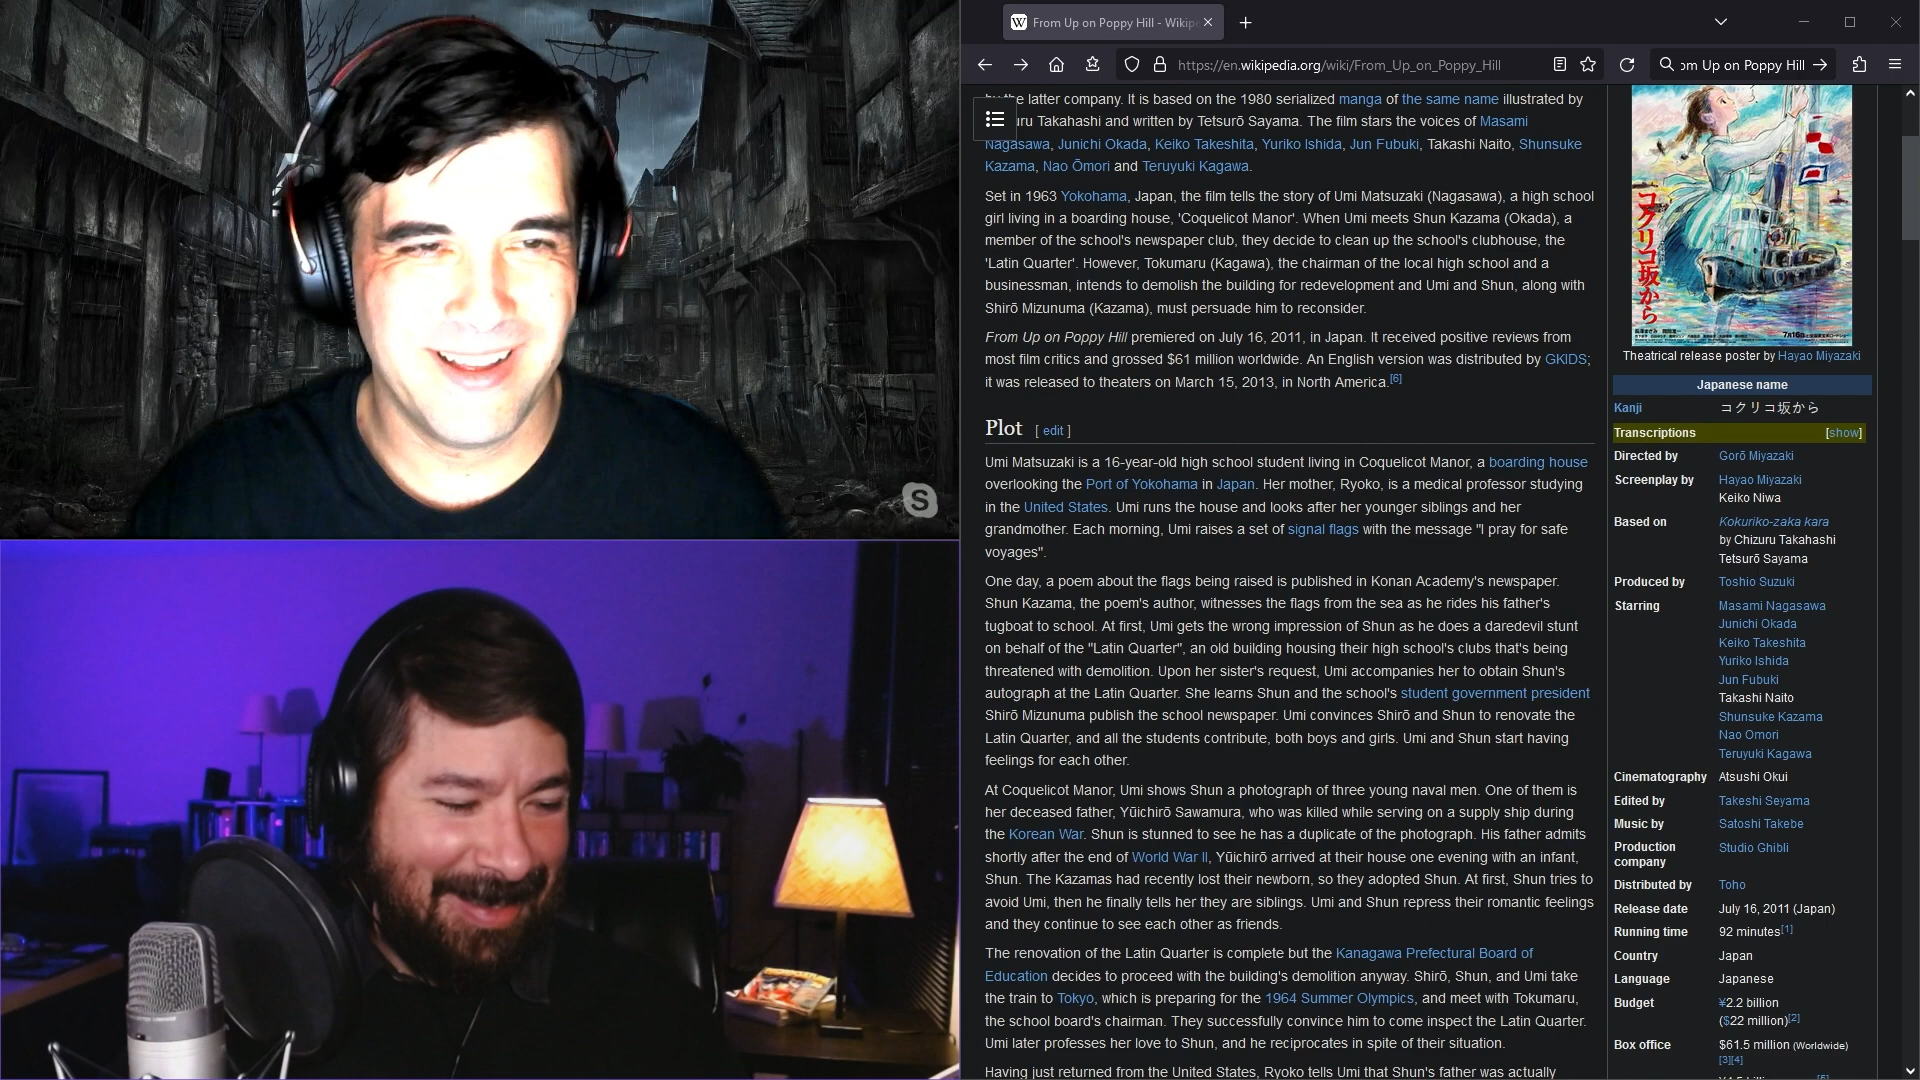 From Up on Poppy Hill - Wikipe
https://en.wikipedia.org/wiki/From_Up_on_Poppy_Hill
om Up on Poppy Hill
the latter company. It is based on the 1980 serialized manga of the same name illustrated by
uru Takahashi and written by Tetsurō Sayama. The film stars the voices of Masami
Nagasawa, Junichi Okada, Keiko Takeshita, Yuriko Ishida, Jun Fubuki, Takashi Naito, Shunsuke
Kazama, Nao Ōmori and Teruyuki Kagawa.
Set in 1963 Yokohama, Japan, the film tells the story of Umi Matsuzaki (Nagasawa), a high school
girl living in a boarding house, 'Coquelicot Manor'. When Umi meets Shun Kazama (Okada), a
member of the school's newspaper club, they decide to clean up the school's clubhouse, the
'Latin Quarter'. However, Tokumaru (Kagawa), the chairman of the local high school and a
businessman, intends to demolish the building for redevelopment and Umi and Shun, along with
Shirō Mizunuma (Kazama), must persuade him to reconsider.
From Up on Poppy Hill premiered on July 16, 2011, in Japan. It received positive reviews from
most film critics and grossed $61 million worldwide. An English version was distributed by GKIDS;
it was released to theaters on March 15, 2013, in North America.[6]
Plot [ edit ]
Umi Matsuzaki is a 16-year-old high school student living in Coquelicot Manor, a boarding house
overlooking the Port of Yokohama in Japan. Her mother, Ryoko, is a medical professor studying
in the United States. Umi runs the house and looks after her younger siblings and her
grandmother. Each morning, Umi raises a set of signal flags with the message "I pray for safe
voyages".
One day, a poem about the flags being raised is published in Konan Academy's newspaper.
Shun Kazama, the poem's author, witnesses the flags from the sea as he rides his father's
tugboat to school. At first, Umi gets the wrong impression of Shun as he does a daredevil stunt
on behalf of the "Latin Quarter", an old building housing their high school's clubs that's being
threatened with demolition. Upon her sister's request, Umi accompanies her to obtain Shun's
autograph at the Latin Quarter. She learns Shun and the school's student government president
Shirō Mizunuma publish the school newspaper. Umi convinces Shirō and Shun to renovate the
Latin Quarter, and all the students contribute, both boys and girls. Umi and Shun start having
feelings for each other.
At Coquelicot Manor, Umi shows Shun a photograph of three young naval men. One of them is
her deceased father, Yūichirō Sawamura, who was killed while serving on a supply ship during
the Korean War. Shun is stunned to see he has a duplicate of the photograph. His father admits
shortly after the end of World War II, Yūichirō arrived at their house one evening with an infant,
Shun. The Kazamas had recently lost their newborn, so they adopted Shun. At first, Shun tries to
avoid Umi, then he finally tells her they are siblings. Umi and Shun repress their romantic feelings
and they continue to see each other as friends.
The renovation of the Latin Quarter is complete but the Kanagawa Prefectural Board of
Education decides to proceed with the building's demolition anyway. Shirō, Shun, and Umi take
the train to Tokyo, which is preparing for the 1964 Summer Olympics, and meet with Tokumaru,
the school board's chairman. They successfully convince him to come inspect the Latin Quarter.
Umi later professes her love to Shun, and he reciprocates in spite of their situation.
Having just returned from the United States, Ryoko tells Umi that Shun's father was actually
コクリコ坂から
7月16日
Theatrical release poster by Hayao Miyazaki
Japanese name
Kanji コクリコ坂から
Transcriptions [show]
Directed by Gorō Miyazaki
Screenplay by Hayao Miyazaki
Keiko Niwa
Based on Kokuriko-zaka kara
by Chizuru Takahashi
Tetsurō Sayama
Produced by Toshio Suzuki
Starring Masami Nagasawa
Junichi Okada
Keiko Takeshita
Yuriko Ishida
Jun Fubuki
Takashi Naito
Shunsuke Kazama
Nao Omori
Teruyuki Kagawa
Cinematography Atsushi Okui
Edited by Takeshi Seyama
Music by Satoshi Takebe
Production company Studio Ghibli
Distributed by Toho
Release date July 16, 2011 (Japan)
Running time 92 minutes[1]
Country Japan
Language Japanese
Budget ¥2.2 billion
($22 million)[2]
Box office $61.5 million (Worldwide)
[3][4]